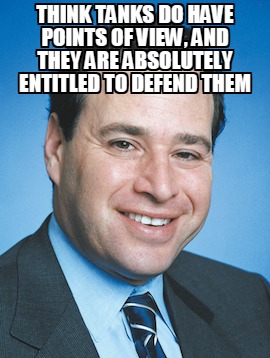 THINK TANKS DO HAVE
POINTS OF VIEW, AND
THEY ARE ABSOLUTELY
ENTITLED TO DEFEND THEM